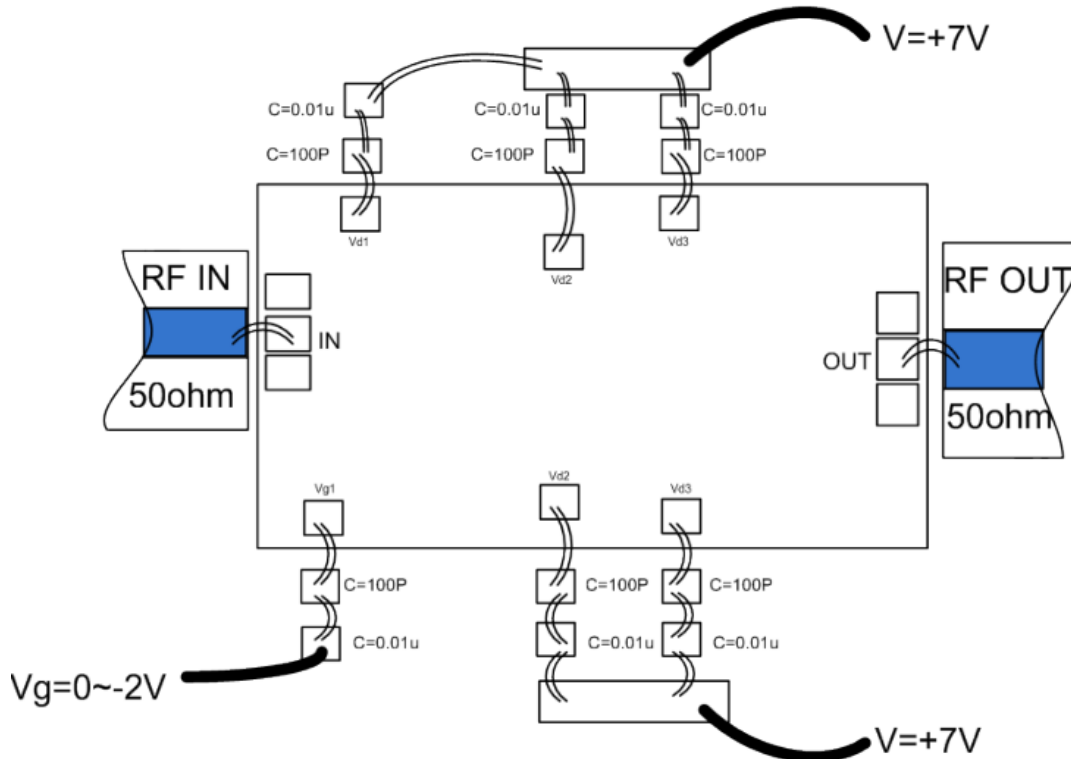 V=+7V
C=0.01u
C=0.01u
C=0.01u
C=100P
C=100P
C=100P
Vd1
Vd2
Vd3
RF IN
RF OUT
IN
OUT
50ohm
50ohm
Vg1
Vd2
Vd3
C=100P
C=100P
C=100P
C=0.01u
C=0.01u
C=0.01u
Vg=0~-2V
V=+7V